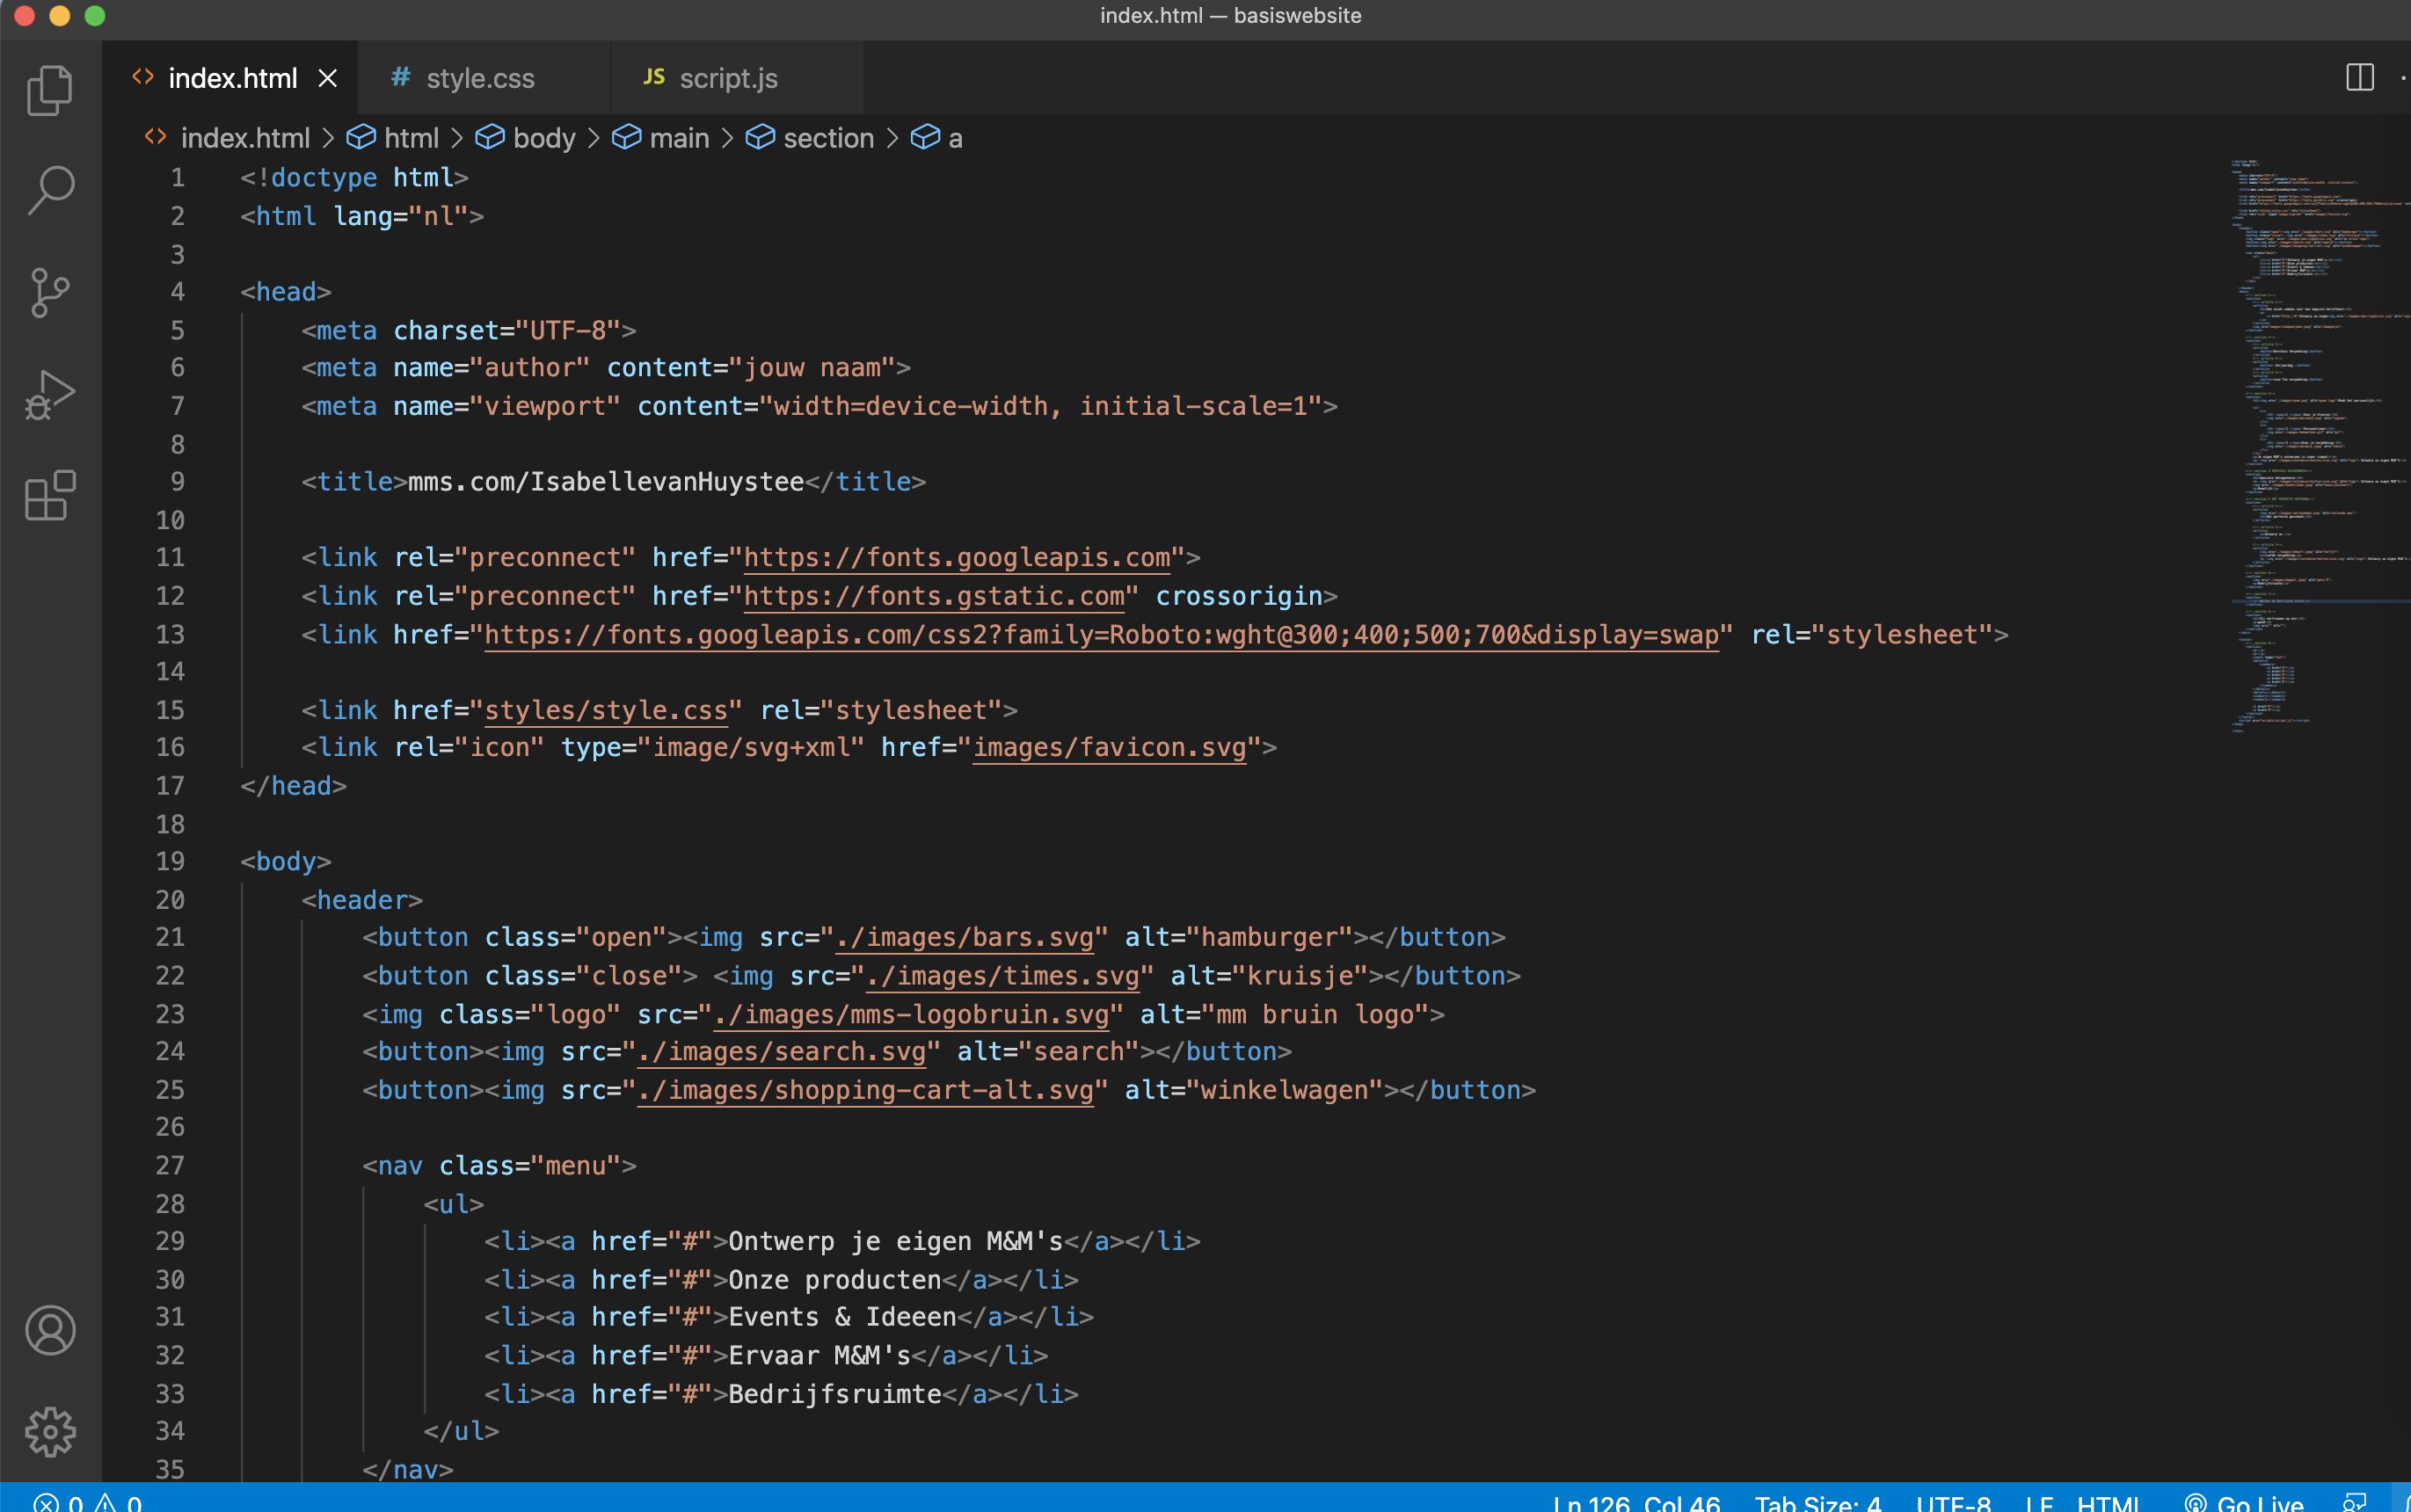 index.html — basiswebsite
index.html # style.css JS script.js
index.html > html > body > main > section > a
1 <!doctype html>
2 <html lang="nl">
3
4 <head>
5 <meta charset="UTF-8">
6 <meta name="author" content="jouw naam">
7 <meta name="viewport" content="width=device-width, initial-scale=1">
8
9 <title>mms.com/IsabellevanHuystee</title>
10
11 <link rel="preconnect" href="https://fonts.googleapis.com">
12 <link rel="preconnect" href="https://fonts.gstatic.com" crossorigin>
13 <link href="https://fonts.googleapis.com/css2?family=Roboto:wght@300;400;500;700&display=swap" rel="stylesheet">
14
15 <link href="styles/style.css" rel="stylesheet">
16 <link rel="icon" type="image/svg+xml" href="images/favicon.svg">
17 </head>
18
19 <body>
20 <header>
21 <button class="open"><img src="./images/bars.svg" alt="hamburger"></button>
22 <button class="close"> <img src="./images/times.svg" alt="kruisje"></button>
23 <img class="logo" src="./images/mms-logobruin.svg" alt="mm bruin logo">
24 <button><img src="./images/search.svg" alt="search"></button>
25 <button><img src="./images/shopping-cart-alt.svg" alt="winkelwagen"></button>
26
27 <nav class="menu">
28 <ul>
29 <li><a href="#">Ontwerp je eigen M&M's</a></li>
30 <li><a href="#">Onze producten</a></li>
31 <li><a href="#">Events & Ideeen</a></li>
32 <li><a href="#">Ervaar M&M's</a></li>
33 <li><a href="#">Bedrijfsruimte</a></li>
34 </ul>
35 </nav>
0 0 Ln 126, Col 46 Tab Size: 4 UTF-8 LF HTML Go Live